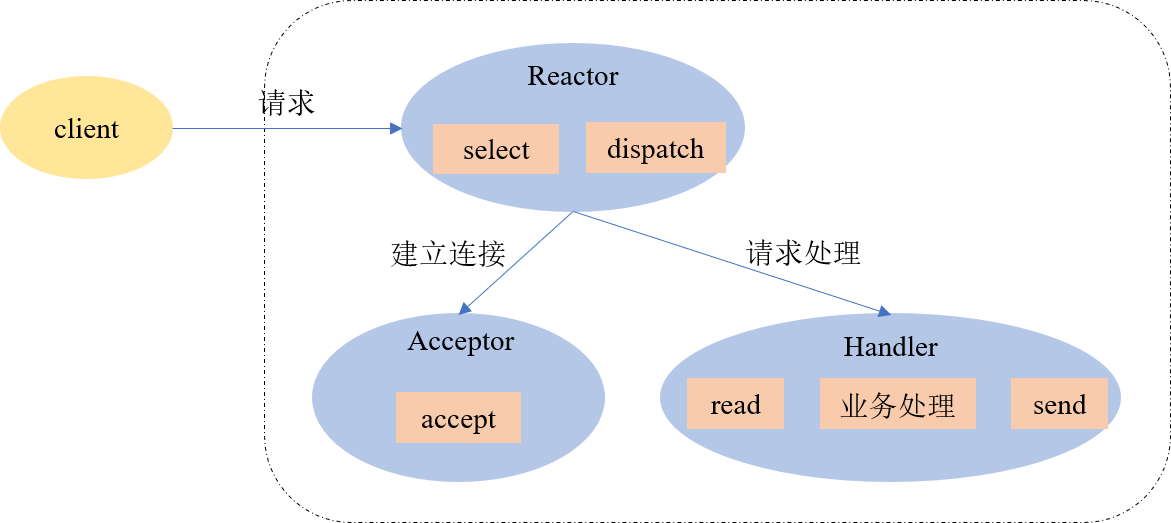 client
请求
Reactor
select
dispatch
建立连接
请求处理
Acceptor
accept
Handler
read
业务处理
send